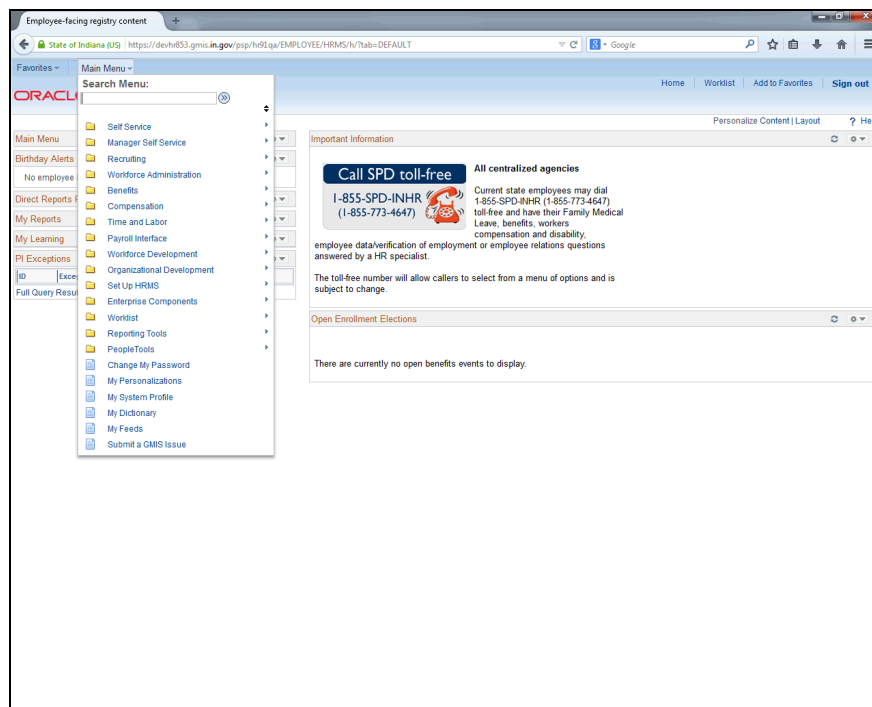 Employee-facing registry content
State of Indiana (US) https://devhr853.gmis.in.gov/psp/hr91qa/EMPLOYEE/HRMS/h/?tab=DEFAULT
Google
Favorites Main Menu
Search Menu:
Home Worklist Add to Favorites Sign out
ORACL
Personalize Content | Layout ? He
Main Menu
Birthday Alerts
No employee
Direct Reports
My Reports
My Learning
PI Exceptions
ID Exce
Full Query Resul
Self Service
Manager Self Service
Recruiting
Workforce Administration
Benefits
Compensation
Time and Labor
Payroll Interface
Workforce Development
Organizational Development
Set Up HRMS
Enterprise Components
Worklist
Reporting Tools
PeopleTools
Change My Password
My Personalizations
My System Profile
My Dictionary
My Feeds
Submit a GMIS Issue
Important Information
Call SPD toll-free
1-855-SPD-INHR
(1-855-773-4647)
All centralized agencies
Current state employees may dial
1-855-SPD-INHR (1-855-773-4647)
toll-free and have their Family Medical
Leave, benefits, workers
compensation and disability,
employee data/verification of employment or employee relations questions
answered by a HR specialist.
The toll-free number will allow callers to select from a menu of options and is
subject to change.
Open Enrollment Elections
There are currently no open benefits events to display.